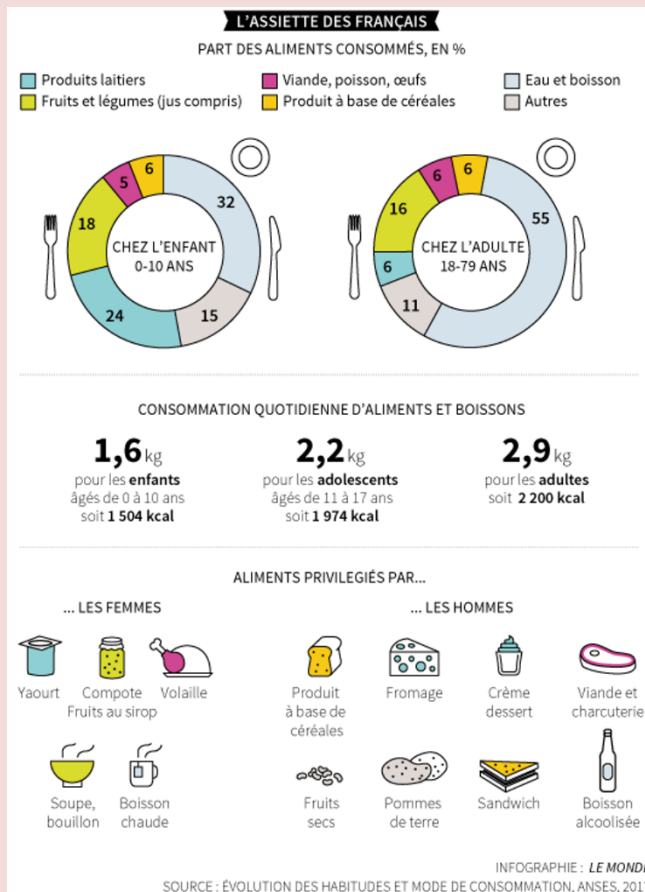 L'ASSIETTE DES FRANÇAIS
PART DES ALIMENTS CONSOMMÉS, EN %
Produits laitiers
Viande, poisson, œufs
Eau et boisson
Fruits et légumes (jus compris)
Produit à base de céréales
Autres
6
5
32
18
CHEZ L'ENFANT
0-10 ANS
24
15
6
6
55
16
CHEZ L'ADULTE
18-79 ANS
6
11
CONSOMMATION QUOTIDIENNE D'ALIMENTS ET BOISSONS
1,6 kg
pour les enfants
âgés de 0 à 10 ans
soit 1 504 kcal
2,2 kg
pour les adolescents
âgés de 11 à 17 ans
soit 1 974 kcal
2,9 kg
pour les adultes
soit 2 200 kcal
ALIMENTS PRIVILEGIÉS PAR...
... LES FEMMES
Yaourt
Compote
Fruits au sirop
Volaille
Soupe,
bouillon
Boisson
chaude
... LES HOMMES
Produit
à base de
céréales
Fromage
Crème
dessert
Viande et
charcuterie
Fruits
secs
Pommes
de terre
Sandwich
Boisson
alcoolisée
INFOGRAPHIE : LE MONDE
SOURCE : ÉVOLUTION DES HABITUDES ET MODE DE CONSOMMATION, ANSES, 201